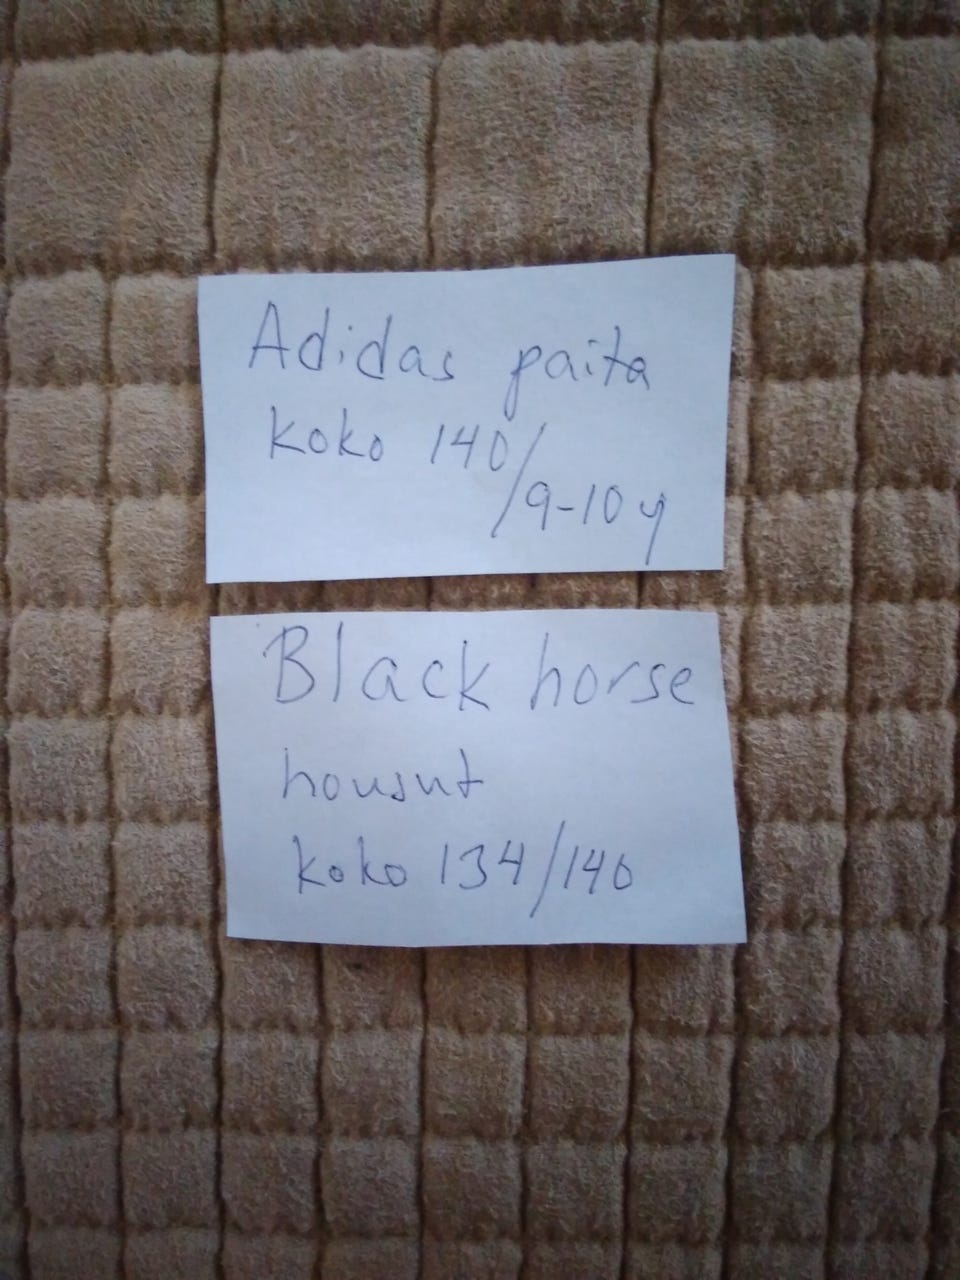 Adidas paita
koko 140/
/9-10 y
Black horse
housut
koko 134/140